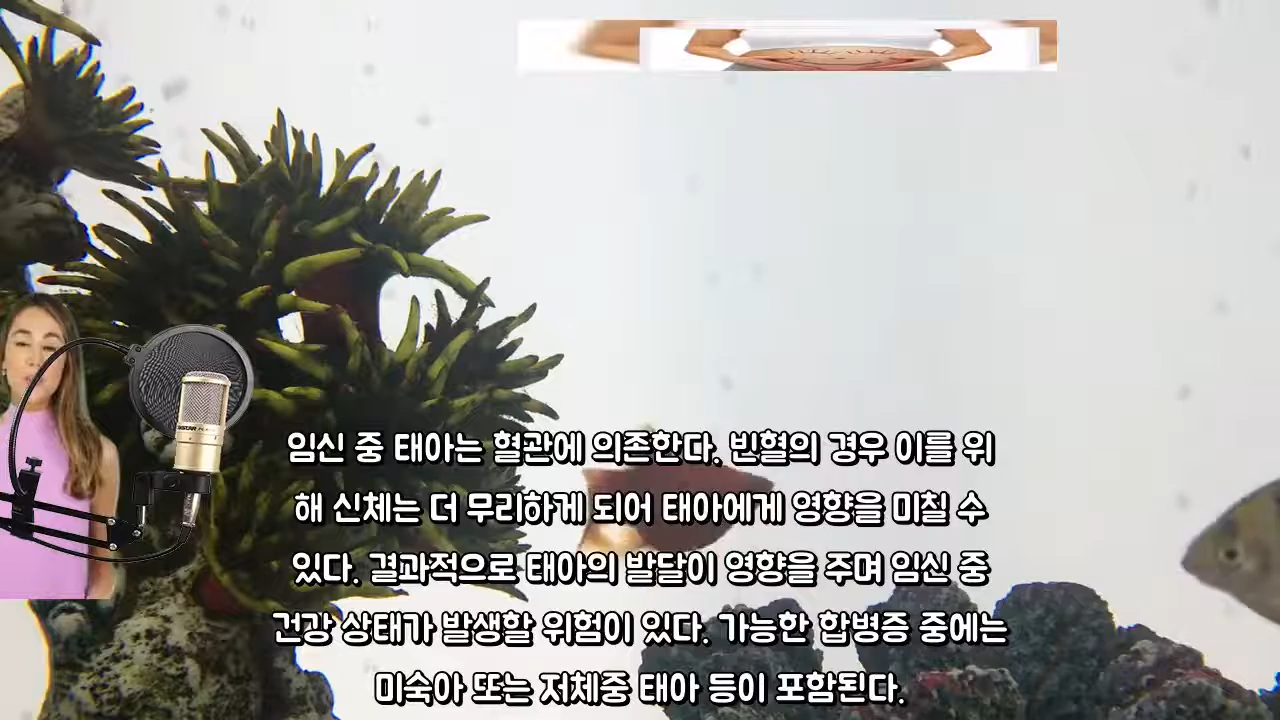 임신 중 태아는 혈관에 의존한다. 빈혈의 경우 이를 위
해 신체는 더 무리하게 되어 태아에게 영향을 미칠 수
있다. 결과적으로 태아의 발달이 영향을 주며 임신 중
건강 상태가 발생할 위험이 있다. 가능한 합병증 중에는
미숙아 또는 저체중 태아 등이 포함된다.